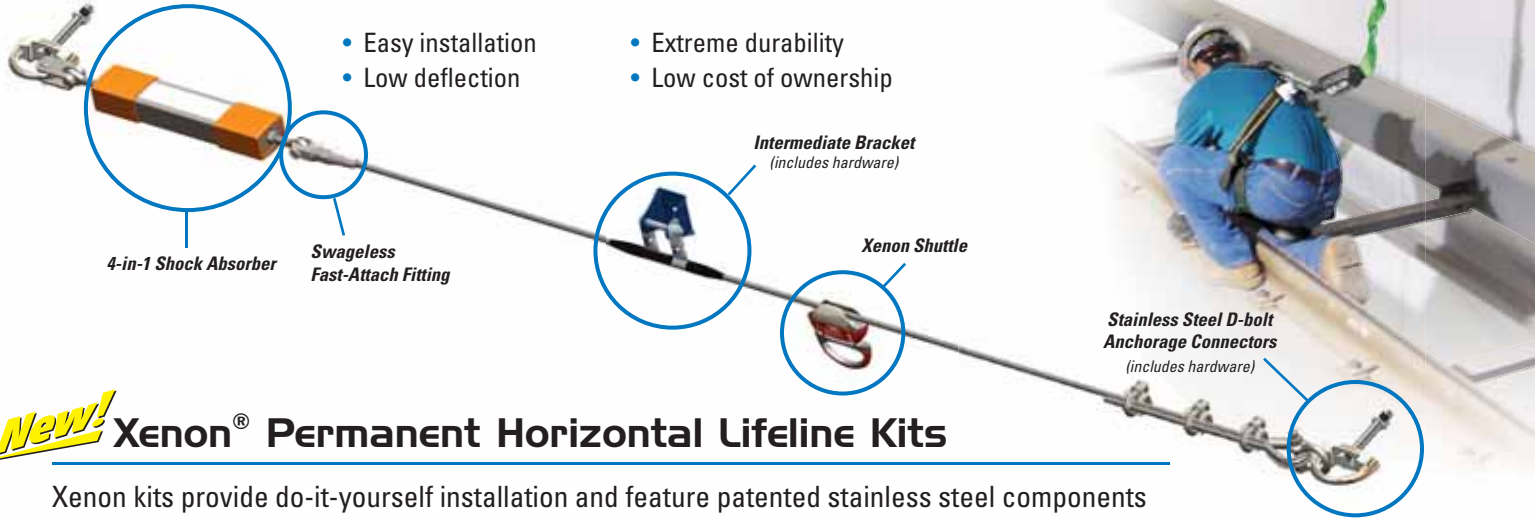 • Easy installation
• Low deflection
• Extreme durability
• Low cost of ownership
Intermediate Bracket
(includes hardware)
4-in-1 Shock Absorber
Swageless
Fast-Attach Fitting
Xenon Shuttle
Stainless Steel D-bolt
Anchorage Connectors
(includes hardware)
New! Xenon® Permanent Horizontal Lifeline Kits
Xenon kits provide do-it-yourself installation and feature patented stainless steel components